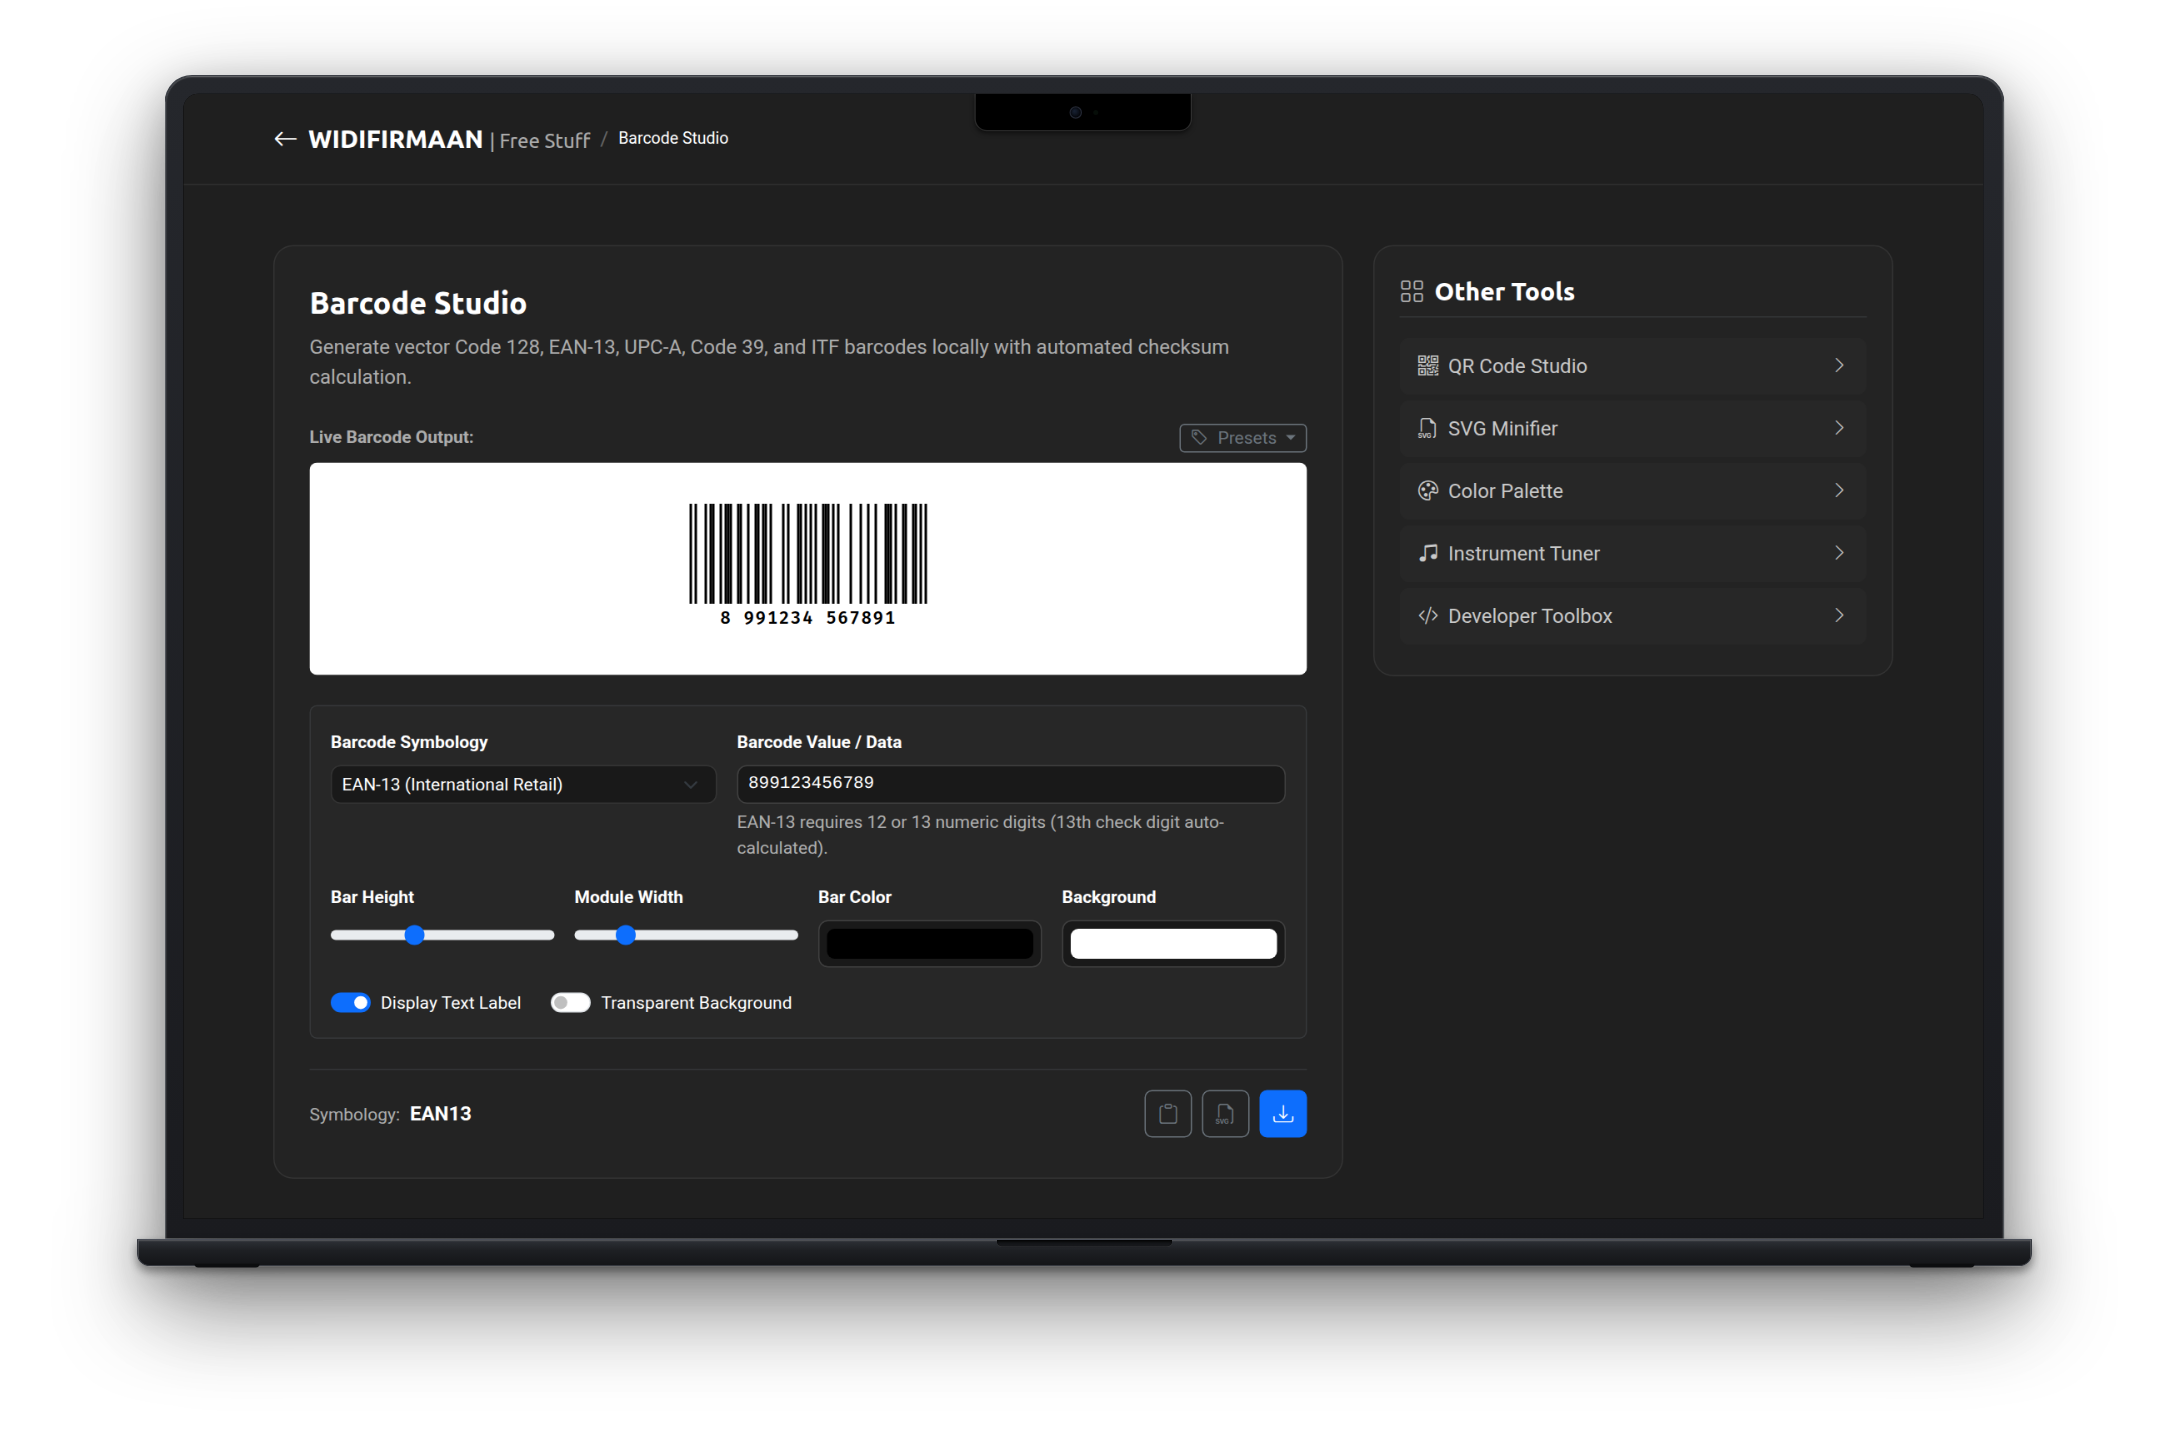 WIDIFIRMAAN | Free Stuff / Barcode Studio
Barcode Studio
Generate vector Code 128, EAN-13, UPC-A, Code 39, and ITF barcodes locally with automated checksum
calculation.
Live Barcode Output:
Presets
8 991234 567891
Barcode Symbology
EAN-13 (International Retail)
Barcode Value / Data
899123456789
EAN-13 requires 12 or 13 numeric digits (13th check digit auto-
calculated).
Bar Height
Module Width
Bar Color
Background
Display Text Label
Transparent Background
Symbology: EAN13
SVG
Other Tools
QR Code Studio
SVG
SVG Minifier
Color Palette
Instrument Tuner
Developer Toolbox